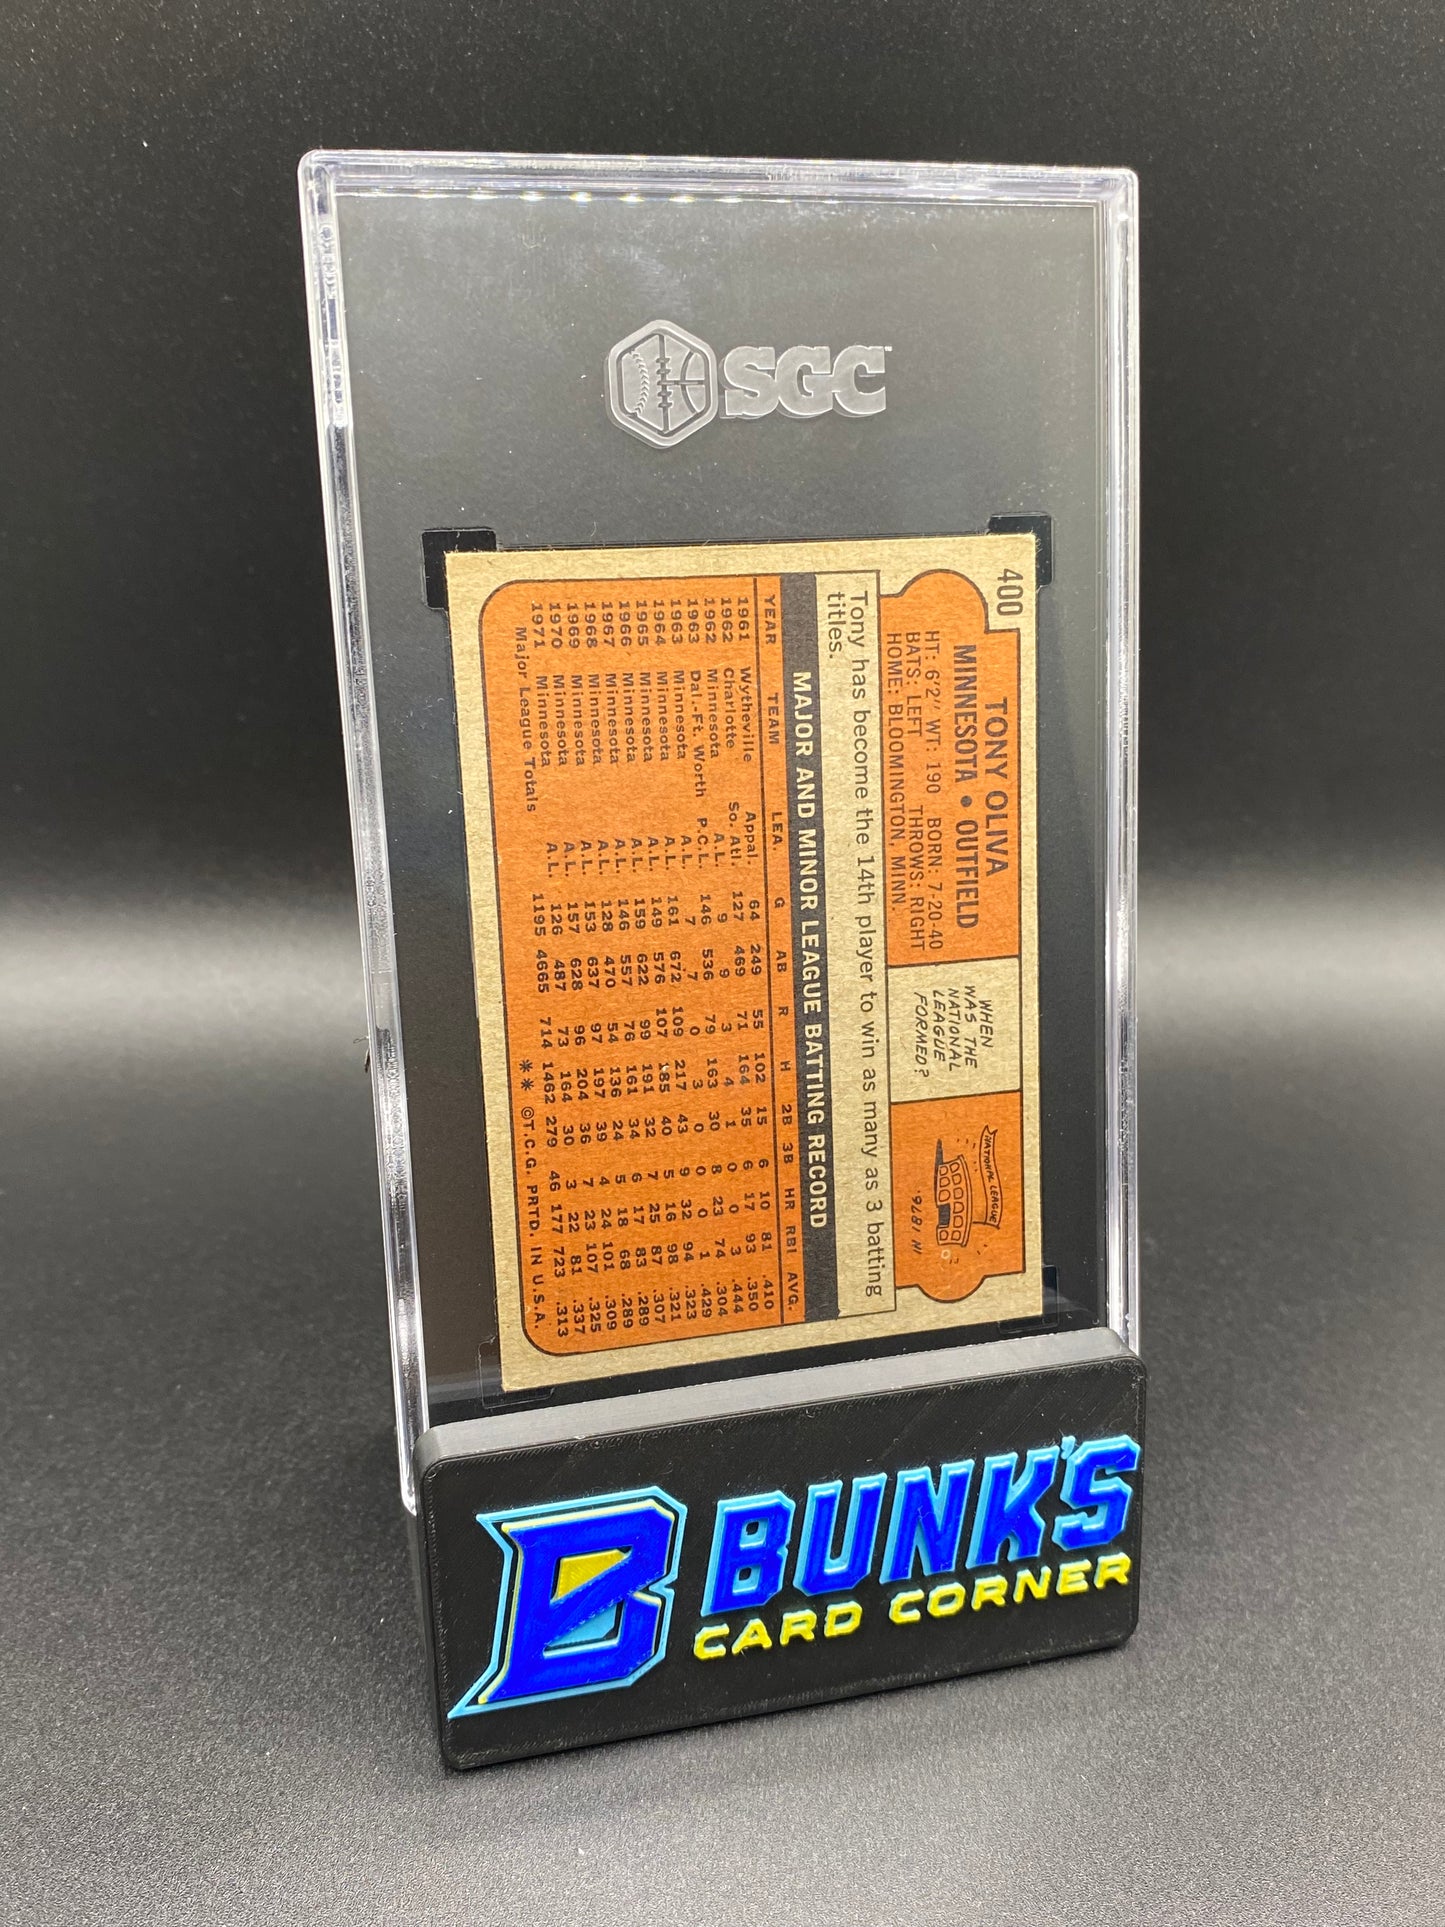 SGC
400
TONY OLIVA
MINNESOTA • OUTFIELD
HT: 6'2" WT: 190 BORN: 7-20-40
BATS: LEFT THROWS: RIGHT
HOME: BLOOMINGTON, MINN.
WHEN
WAS THE
NATIONAL
LEAGUE
FORMED?
NATIONAL LEAGUE
IN 1876.
Tony has become the 14th player to win as many as 3 batting
titles.
MAJOR AND MINOR LEAGUE BATTING RECORD
YEAR TEAM LEA. G AB R H 2B 3B HR RBI AVG.
1961 Wytheville Appal. 64 249 55 102 15 6 10 81 .410
1962 Charlotte So. Atl. 127 469 71 164 35 6 17 93 .350
1962 Minnesota A.L. 9 9 3 4 1 0 0 3 .444
1963 Dal.-Ft. Worth P.C.L. 146 536 79 163 30 8 23 74 .304
1963 Minnesota A.L. 7 7 0 3 0 0 0 1 .429
1964 Minnesota A.L. 161 672 109 217 43 9 32 94 .323
1965 Minnesota A.L. 149 576 107 185 40 5 16 98 .321
1966 Minnesota A.L. 159 622 99 191 32 7 25 87 .307
1967 Minnesota A.L. 146 557 76 161 34 6 17 83 .289
1968 Minnesota A.L. 128 470 54 136 24 5 18 68 .289
1969 Minnesota A.L. 153 637 97 197 39 4 24 101 .309
1970 Minnesota A.L. 157 628 96 204 36 7 23 107 .325
1971 Minnesota A.L. 126 487 73 164 30 3 22 81 .337
Major League Totals 1195 4665 714 1462 279 46 177 723 .313
** ©T.C.G. PRTD. IN U.S.A.
B BUNK'S
CARD CORNER